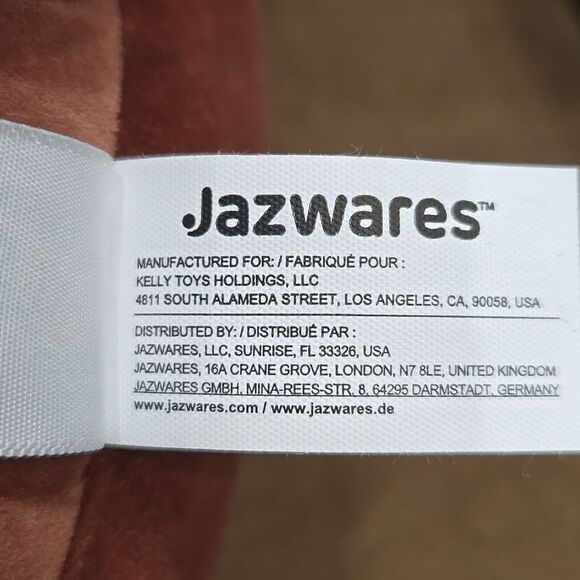 Jazwares™
MANUFACTURED FOR: / FABRIQUÉ POUR :
KELLY TOYS HOLDINGS, LLC
4811 SOUTH ALAMEDA STREET, LOS ANGELES, CA, 90058, USA
DISTRIBUTED BY: / DISTRIBUÉ PAR :
JAZWARES, LLC, SUNRISE, FL 33326, USA
JAZWARES, 16A CRANE GROVE, LONDON, N7 8LE, UNITED KINGDOM
JAZWARES GMBH, MINA-REES-STR. 8, 64295 DARMSTADT, GERMANY
www.jazwares.com / www.jazwares.de